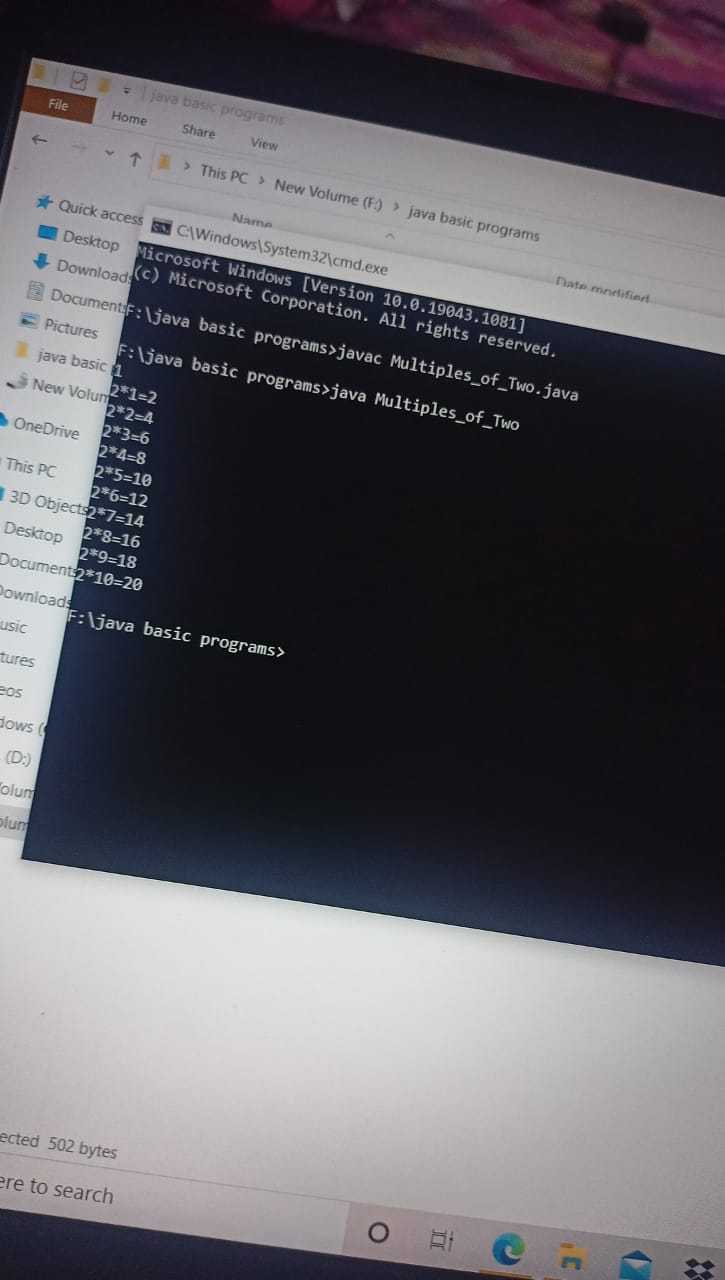 java basic programs
File
Home Share View
This PC > New Volume (F:) > java basic programs
Name
Date modified
Quick access
Desktop
Downloads
Documents
Pictures
java basic
New Volum
OneDrive
This PC
3D Objects
Desktop
Documents
Downloads
usic
tures
eos
dows (
(D:)
Volum
olum
C:\Windows\System32\cmd.exe
Microsoft Windows [Version 10.0.19043.1081]
(c) Microsoft Corporation. All rights reserved.
F:\java basic programs>javac Multiples_of_Two.java
F:\java basic programs>java Multiples_of_Two
1
2*1=2
2*2=4
2*3=6
2*4=8
2*5=10
2*6=12
2*7=14
2*8=16
2*9=18
2*10=20
F:\java basic programs>
ected 502 bytes
ere to search